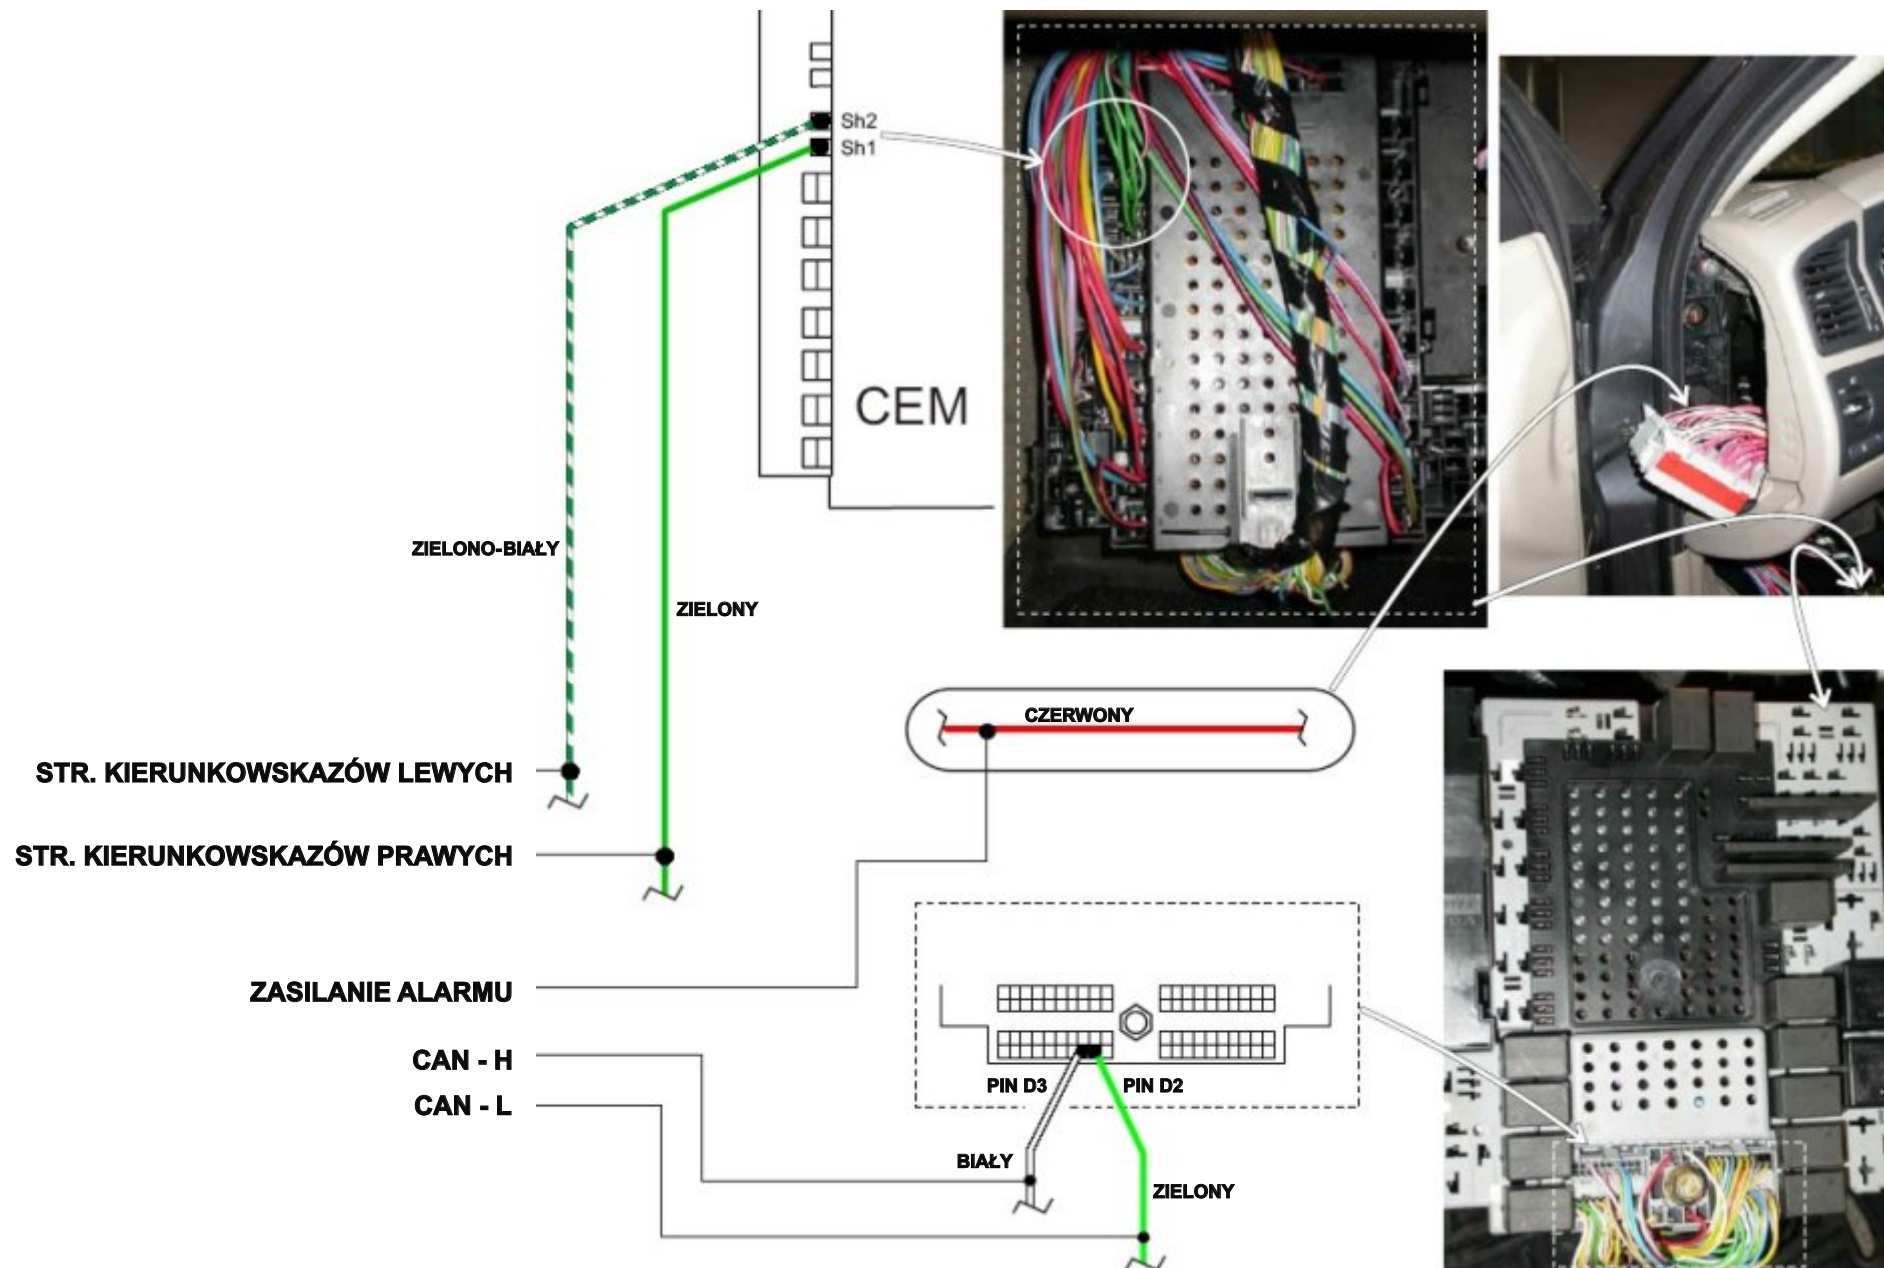 Sh2
Sh1
CEM
ZIELONO-BIAŁY
ZIELONY
CZERWONY
STR. KIERUNKOWSKAZÓW LEWYCH
STR. KIERUNKOWSKAZÓW PRAWYCH
ZASILANIE ALARMU
CAN - H
CAN - L
PIN D3
PIN D2
BIAŁY
ZIELONY